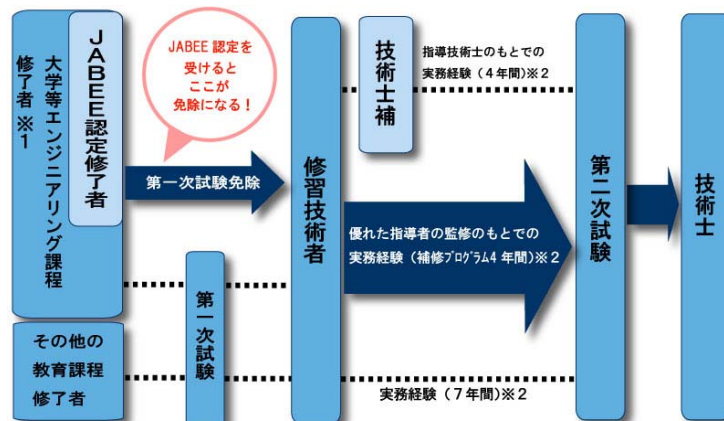 大学等エンジニアリング課程
修了者※1
JABEE認定修了者
JABEE認定を
受けると
ここが
免除になる！
第一次試験免除
その他の
教育課程
修了者
第一次試験
修習技術者
技術士補
指導技術士のもとでの
実務経験（4年間）※2
優れた指導者の監修のもとでの
実務経験（補修プログラム4年間）※2
実務経験（7年間）※2
第二次試験
技術士